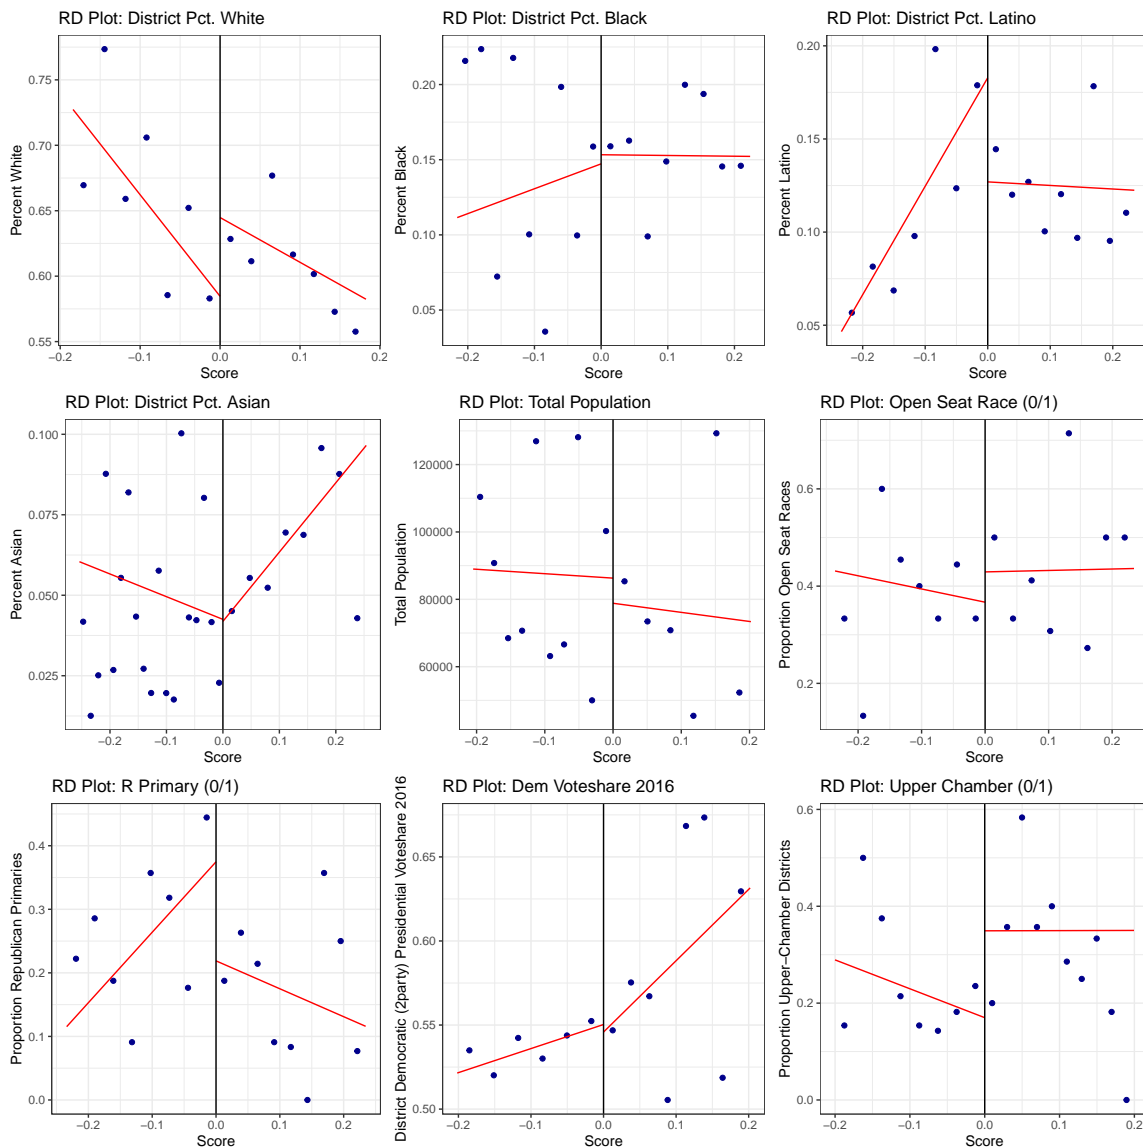 RD Plot: District Pct. White
Percent White
0.75
0.70
0.65
0.60
0.55
−0.2 −0.1 0.0 0.1 0.2
Score
RD Plot: District Pct. Black
Percent Black
0.20
0.15
0.10
0.05
−0.2 −0.1 0.0 0.1 0.2
Score
RD Plot: District Pct. Latino
Percent Latino
0.20
0.15
0.10
0.05
−0.2 −0.1 0.0 0.1 0.2
Score
RD Plot: District Pct. Asian
Percent Asian
0.100
0.075
0.050
0.025
−0.2 −0.1 0.0 0.1 0.2
Score
RD Plot: Total Population
Total Population
120000
100000
80000
60000
−0.2 −0.1 0.0 0.1 0.2
Score
RD Plot: Open Seat Race (0/1)
Proportion Open Seat Races
0.6
0.4
0.2
−0.2 −0.1 0.0 0.1 0.2
Score
RD Plot: R Primary (0/1)
Proportion Republican Primaries
0.4
0.3
0.2
0.1
0.0
−0.2 −0.1 0.0 0.1 0.2
Score
RD Plot: Dem Voteshare 2016
District Democratic (2party) Presidential Voteshare 2016
0.65
0.60
0.55
0.50
−0.2 −0.1 0.0 0.1 0.2
Score
RD Plot: Upper Chamber (0/1)
Proportion Upper−Chamber Districts
0.6
0.4
0.2
0.0
−0.2 −0.1 0.0 0.1 0.2
Score